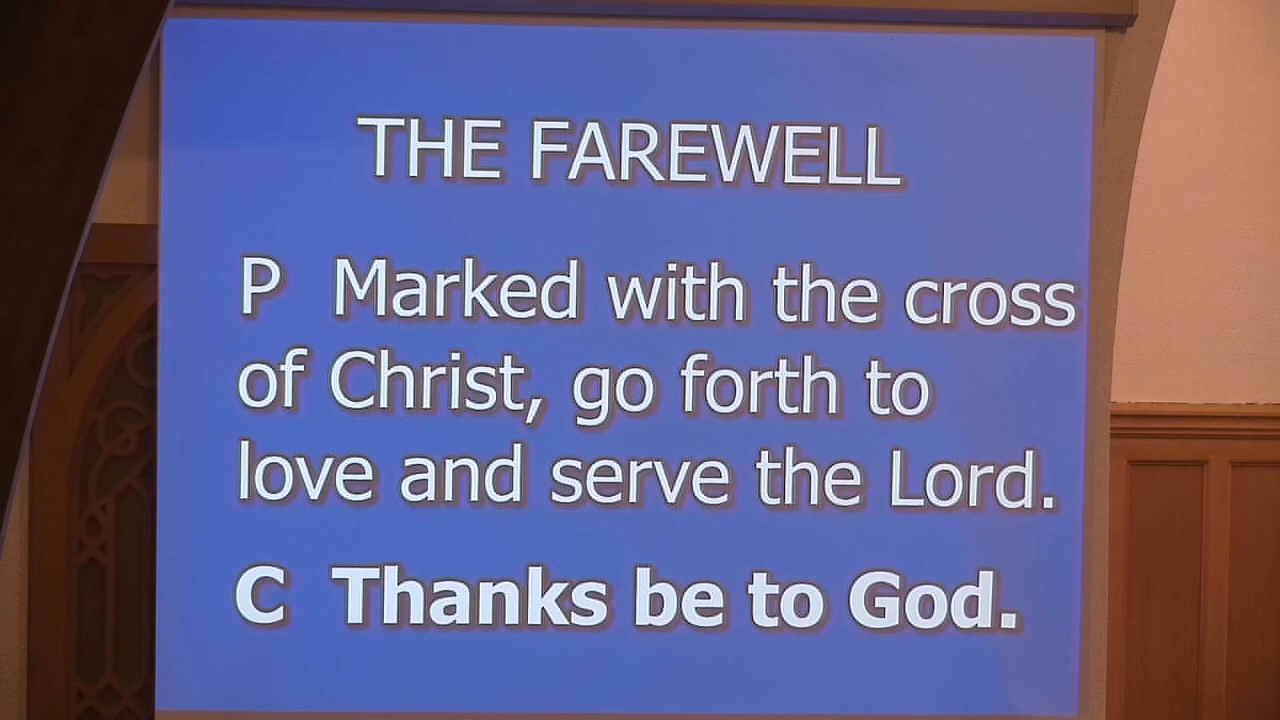 THE FAREWELL
P Marked with the cross
of Christ, go forth to
love and serve the Lord.
C Thanks be to God.